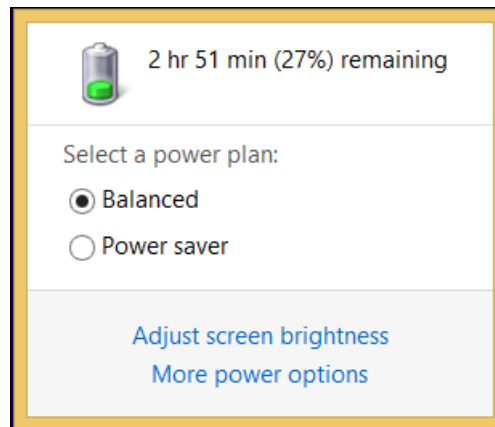 2 hr 51 min (27%) remaining
Select a power plan:
Balanced
Power saver
Adjust screen brightness
More power options